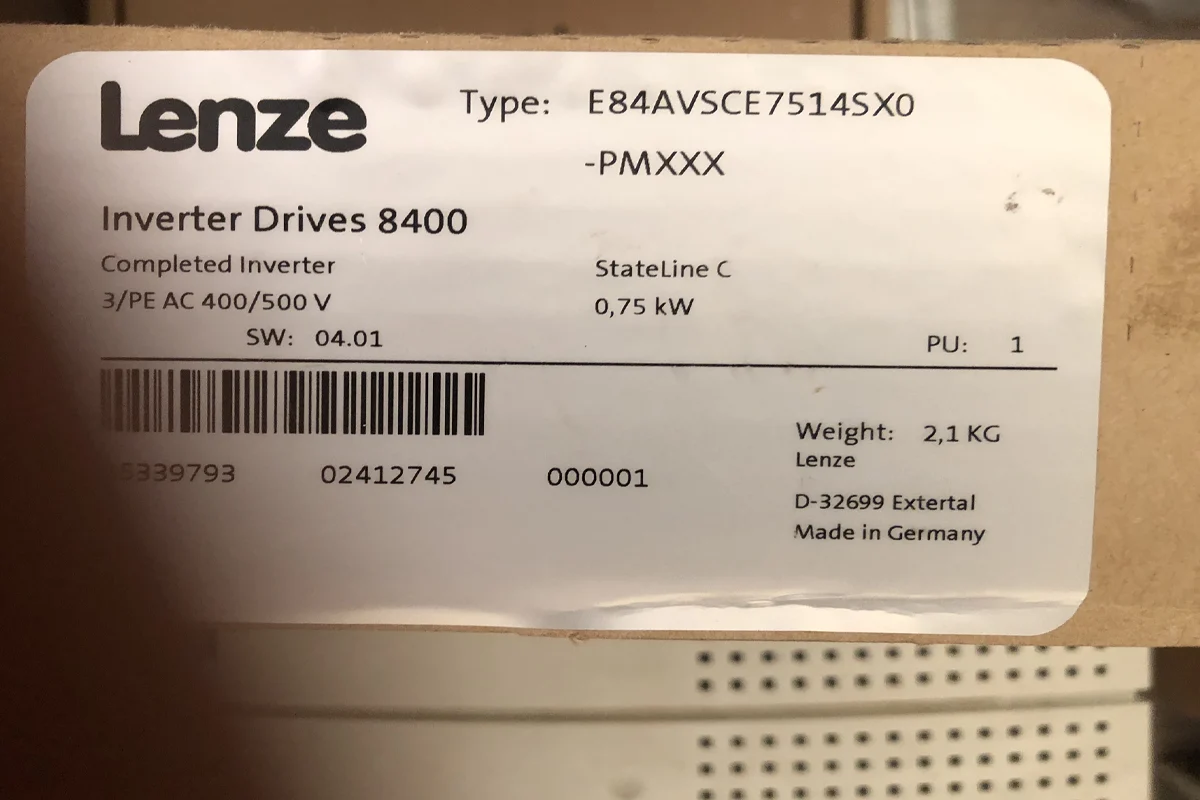 Lenze
Type: E84AVSCE7514SX0
-PMXXX
Inverter Drives 8400
Completed Inverter
StateLine C
3/PE AC 400/500 V
0,75 kW
SW: 04.01
PU: 1
02412745 000001
Weight: 2,1 KG
Lenze
D-32699 Extertal
Made in Germany